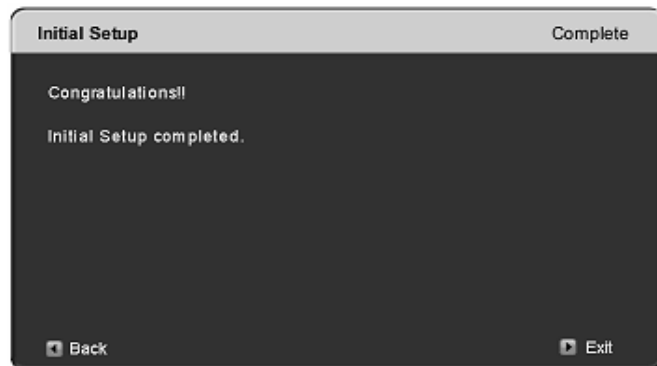 Initial Setup Complete
Congratulations!!
Initial Setup completed.
Back Exit